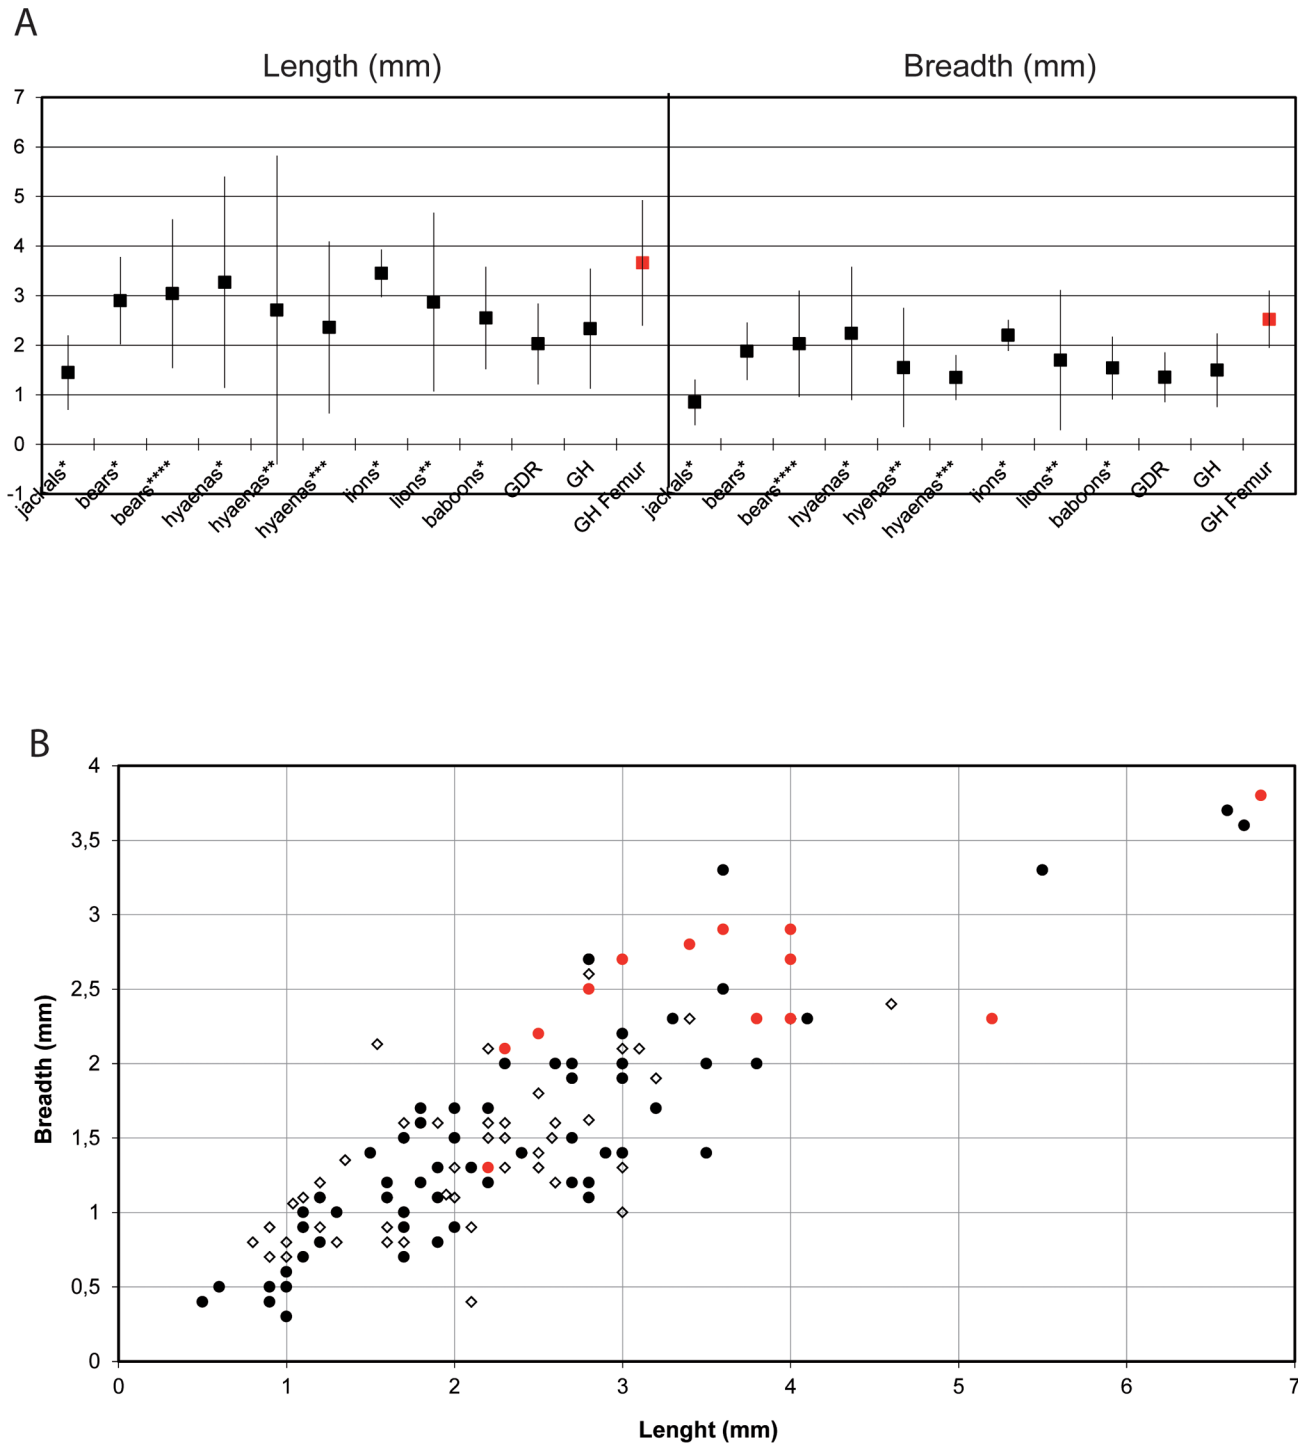 A
Length (mm) Breadth (mm)
7
6
5
4
3
2
1
0
-1
jackals* bears* bears**** hyaenas* hyaenas** hyaenas*** lions* lions** baboons* GDR GH GH Femur jackals* bears* bears**** hyaenas* hyenas** hyaenas*** lions* lions** baboons* GDR GH GH Femur
B
4
3,5
3
2,5
2
1,5
1
0,5
0
Breadth (mm)
0 1 2 3 4 5 6 7
Lenght (mm)